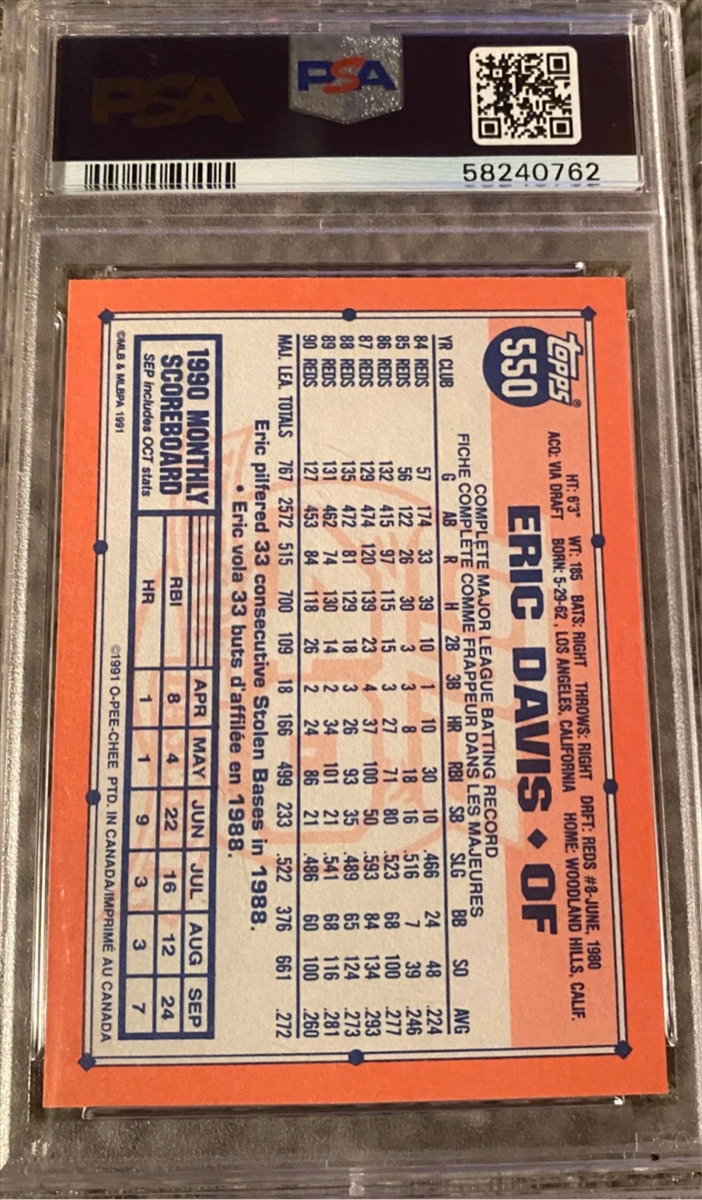 PSA
PSA
58240762
topps®
550
HT: 6'3" WT: 185 BATS: RIGHT THROWS: RIGHT DRFT: REDS #8-JUNE, 1980
ACQ: VIA DRAFT BORN: 5-29-62, LOS ANGELES, CALIFORNIA HOME: WOODLAND HILLS, CALIF.
ERIC DAVIS ♦ OF
COMPLETE MAJOR LEAGUE BATTING RECORD
FICHE COMPLÈTE COMME FRAPPEUR DANS LES MAJEURES
YR CLUB G AB R H 2B 3B HR RBI SB SLG BB SO AVG
84 REDS 57 174 33 39 10 1 10 30 10 .466 24 48 .224
85 REDS 56 122 26 30 3 3 8 18 16 .516 7 39 .246
86 REDS 132 415 97 115 15 3 27 71 80 .523 68 100 .277
87 REDS 129 474 120 139 23 4 37 100 50 .593 84 134 .293
88 REDS 135 472 81 129 18 3 26 93 35 .489 65 124 .273
89 REDS 131 462 74 130 14 2 34 101 21 .541 68 116 .281
90 REDS 127 453 84 118 26 2 24 86 21 .486 60 100 .260
MAJ. LEA. TOTALS 767 2572 515 700 109 18 166 499 233 .522 376 661 .272
Eric pilfered 33 consecutive Stolen Bases in 1988.
• Eric vola 33 buts d'affilée en 1988.
1990 MONTHLY
SCOREBOARD
SEP includes OCT stats
APR MAY JUN JUL AUG SEP
RBI 8 4 22 16 12 24
HR 1 1 9 3 3 7
©MLB & MLBPA 1991
©1991 O-PEE-CHEE PTD. IN CANADA/IMPRIMÉ AU CANADA
PSA